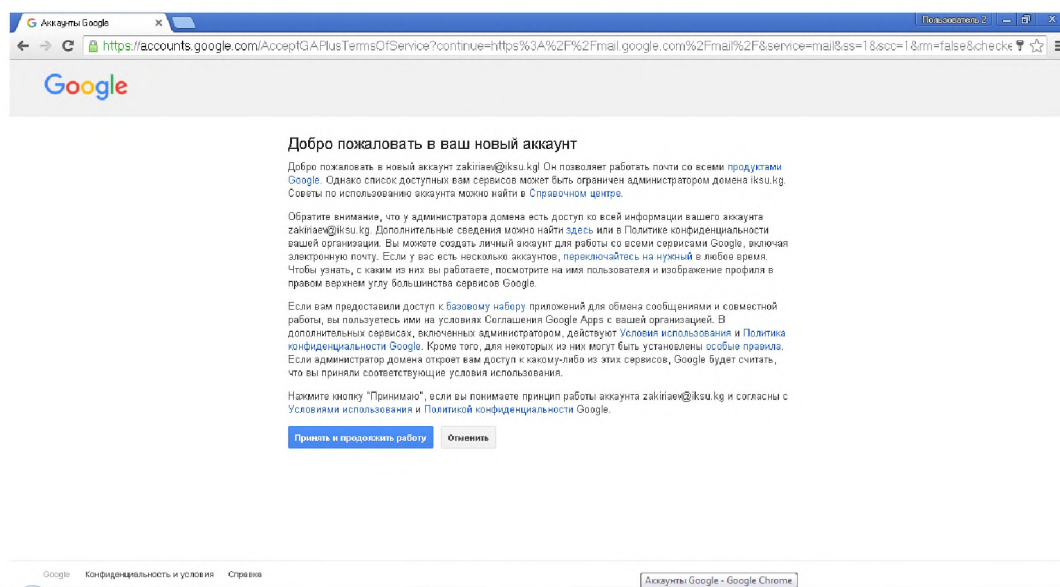 Аккаунты Google
Пользователь 2
https://accounts.google.com/AcceptGAPlusTermsOfService?continue=https%3A%2F%2Fmail.google.com%2Fmail%2F&service=mail&ss=1&scc=1&rm=false&checke
Google
Добро пожаловать в ваш новый аккаунт
Добро пожаловать в новый аккаунт zakiriaev@iksu.kg! Он позволяет работать почти со всеми продуктами
Google. Однако список доступных вам сервисов может быть ограничен администратором домена iksu.kg.
Советы по использованию аккаунта можно найти в Справочном центре.
Обратите внимание, что у администратора домена есть доступ ко всей информации вашего аккаунта
zakiriaev@iksu.kg. Дополнительные сведения можно найти здесь или в Политике конфиденциальности
вашей организации. Вы можете создать личный аккаунт для работы со всеми сервисами Google, включая
электронную почту. Если у вас есть несколько аккаунтов, переключайтесь на нужный в любое время.
Чтобы узнать, с каким из них вы работаете, посмотрите на имя пользователя и изображение профиля в
правом верхнем углу большинства сервисов Google.
Если вам предоставили доступ к базовому набору приложений для обмена сообщениями и совместной
работы, вы пользуетесь ими на условиях Соглашения Google Apps с вашей организацией. В
дополнительных сервисах, включенных администратором, действуют Условия использования и Политика
конфиденциальности Google. Кроме того, для некоторых из них могут быть установлены особые правила.
Если администратор домена откроет вам доступ к какому-либо из этих сервисов, Google будет считать,
что вы приняли соответствующие условия использования.
Нажмите кнопку "Принимаю", если вы понимаете принцип работы аккаунта zakiriaev@iksu.kg и согласны с
Условиями использования и Политикой конфиденциальности Google.
Принять и продолжить работу
Отменить
Google Конфиденциальность и условия Справка
Аккаунты Google - Google Chrome